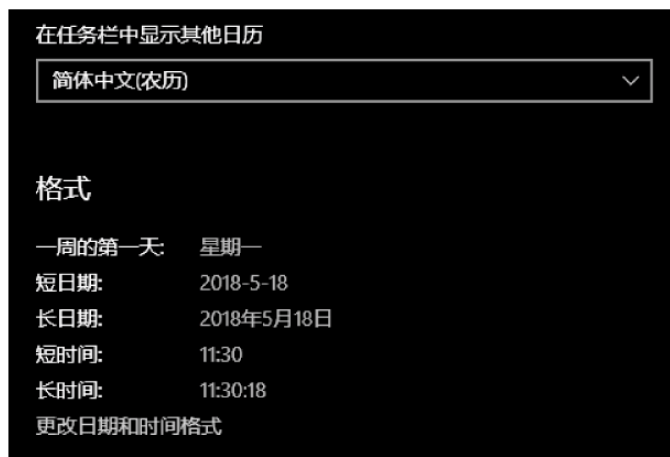 在任务栏中显示其他日历
简体中文(农历)
格式
一周的第一天: 星期一
短日期: 2018-5-18
长日期: 2018年5月18日
短时间: 11:30
长时间: 11:30:18
更改日期和时间格式